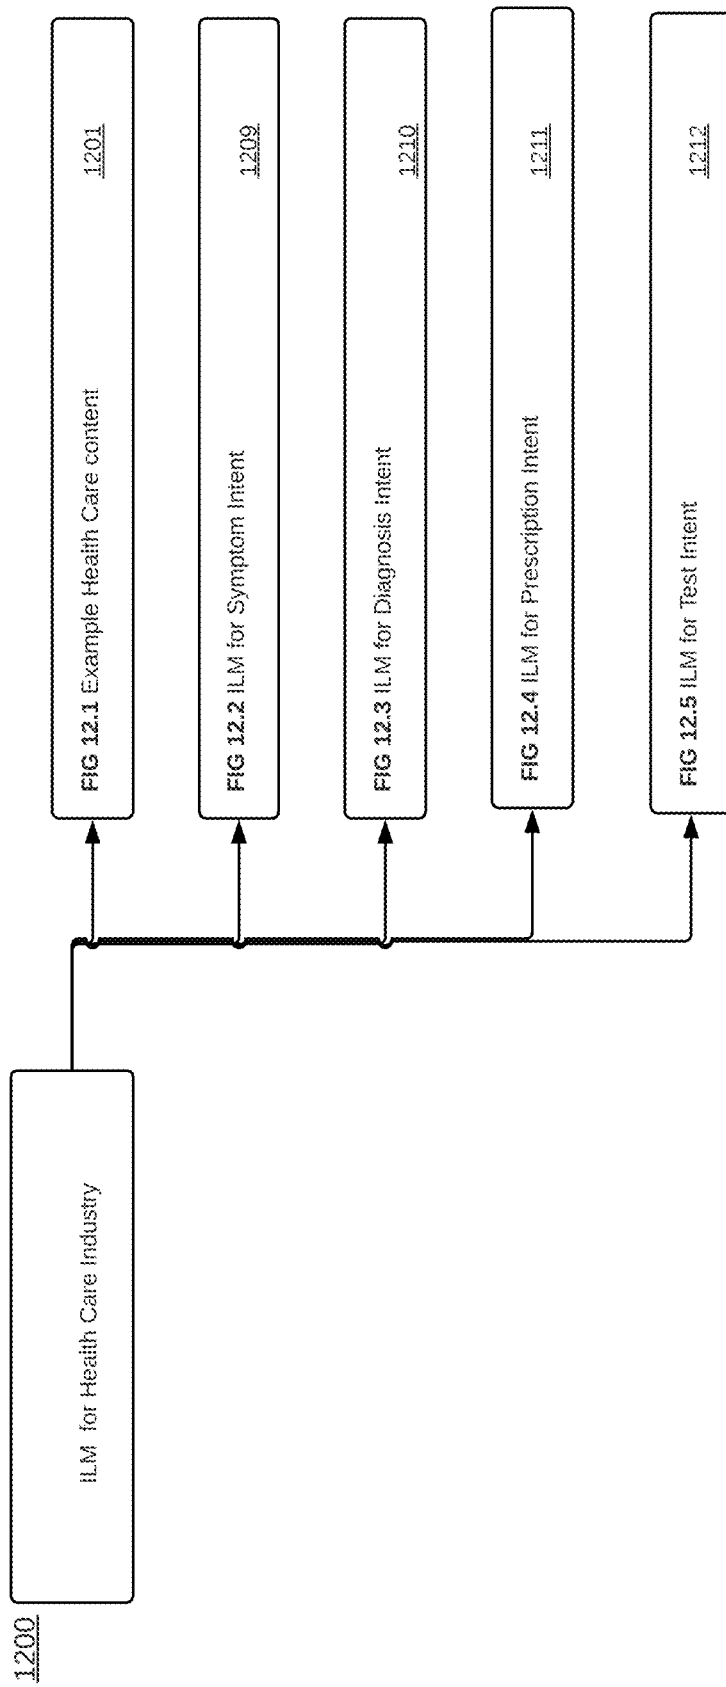 1200
ILM for Health Care Industry
FIG 12.1 Example Health Care content 1201
FIG 12.2 ILM for Symptom Intent 1209
FIG 12.3 ILM for Diagnosis Intent 1210
FIG 12.4 ILM for Prescription Intent 1211
FIG 12.5 ILM for Test Intent 1212